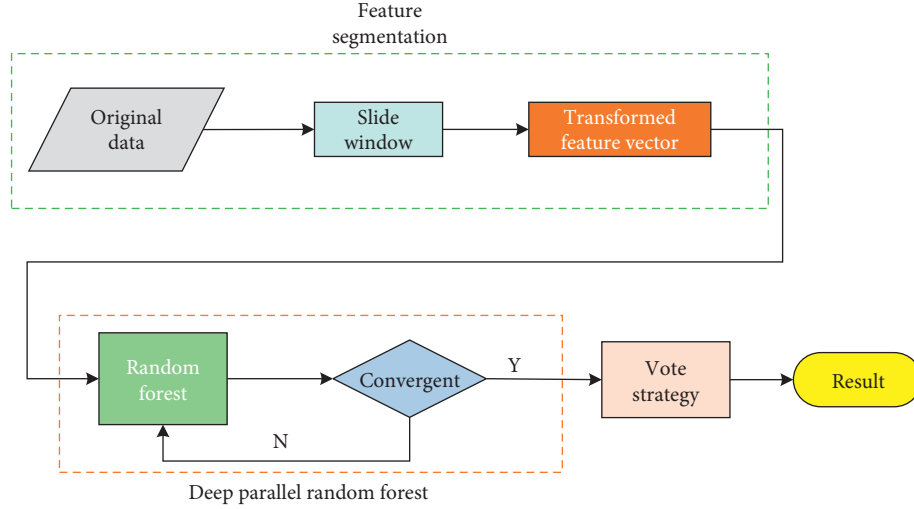 Feature
segmentation
Original
data
Slide
window
Transformed
feature vector
Random
forest
Convergent
Y
N
Vote
strategy
Result
Deep parallel random forest